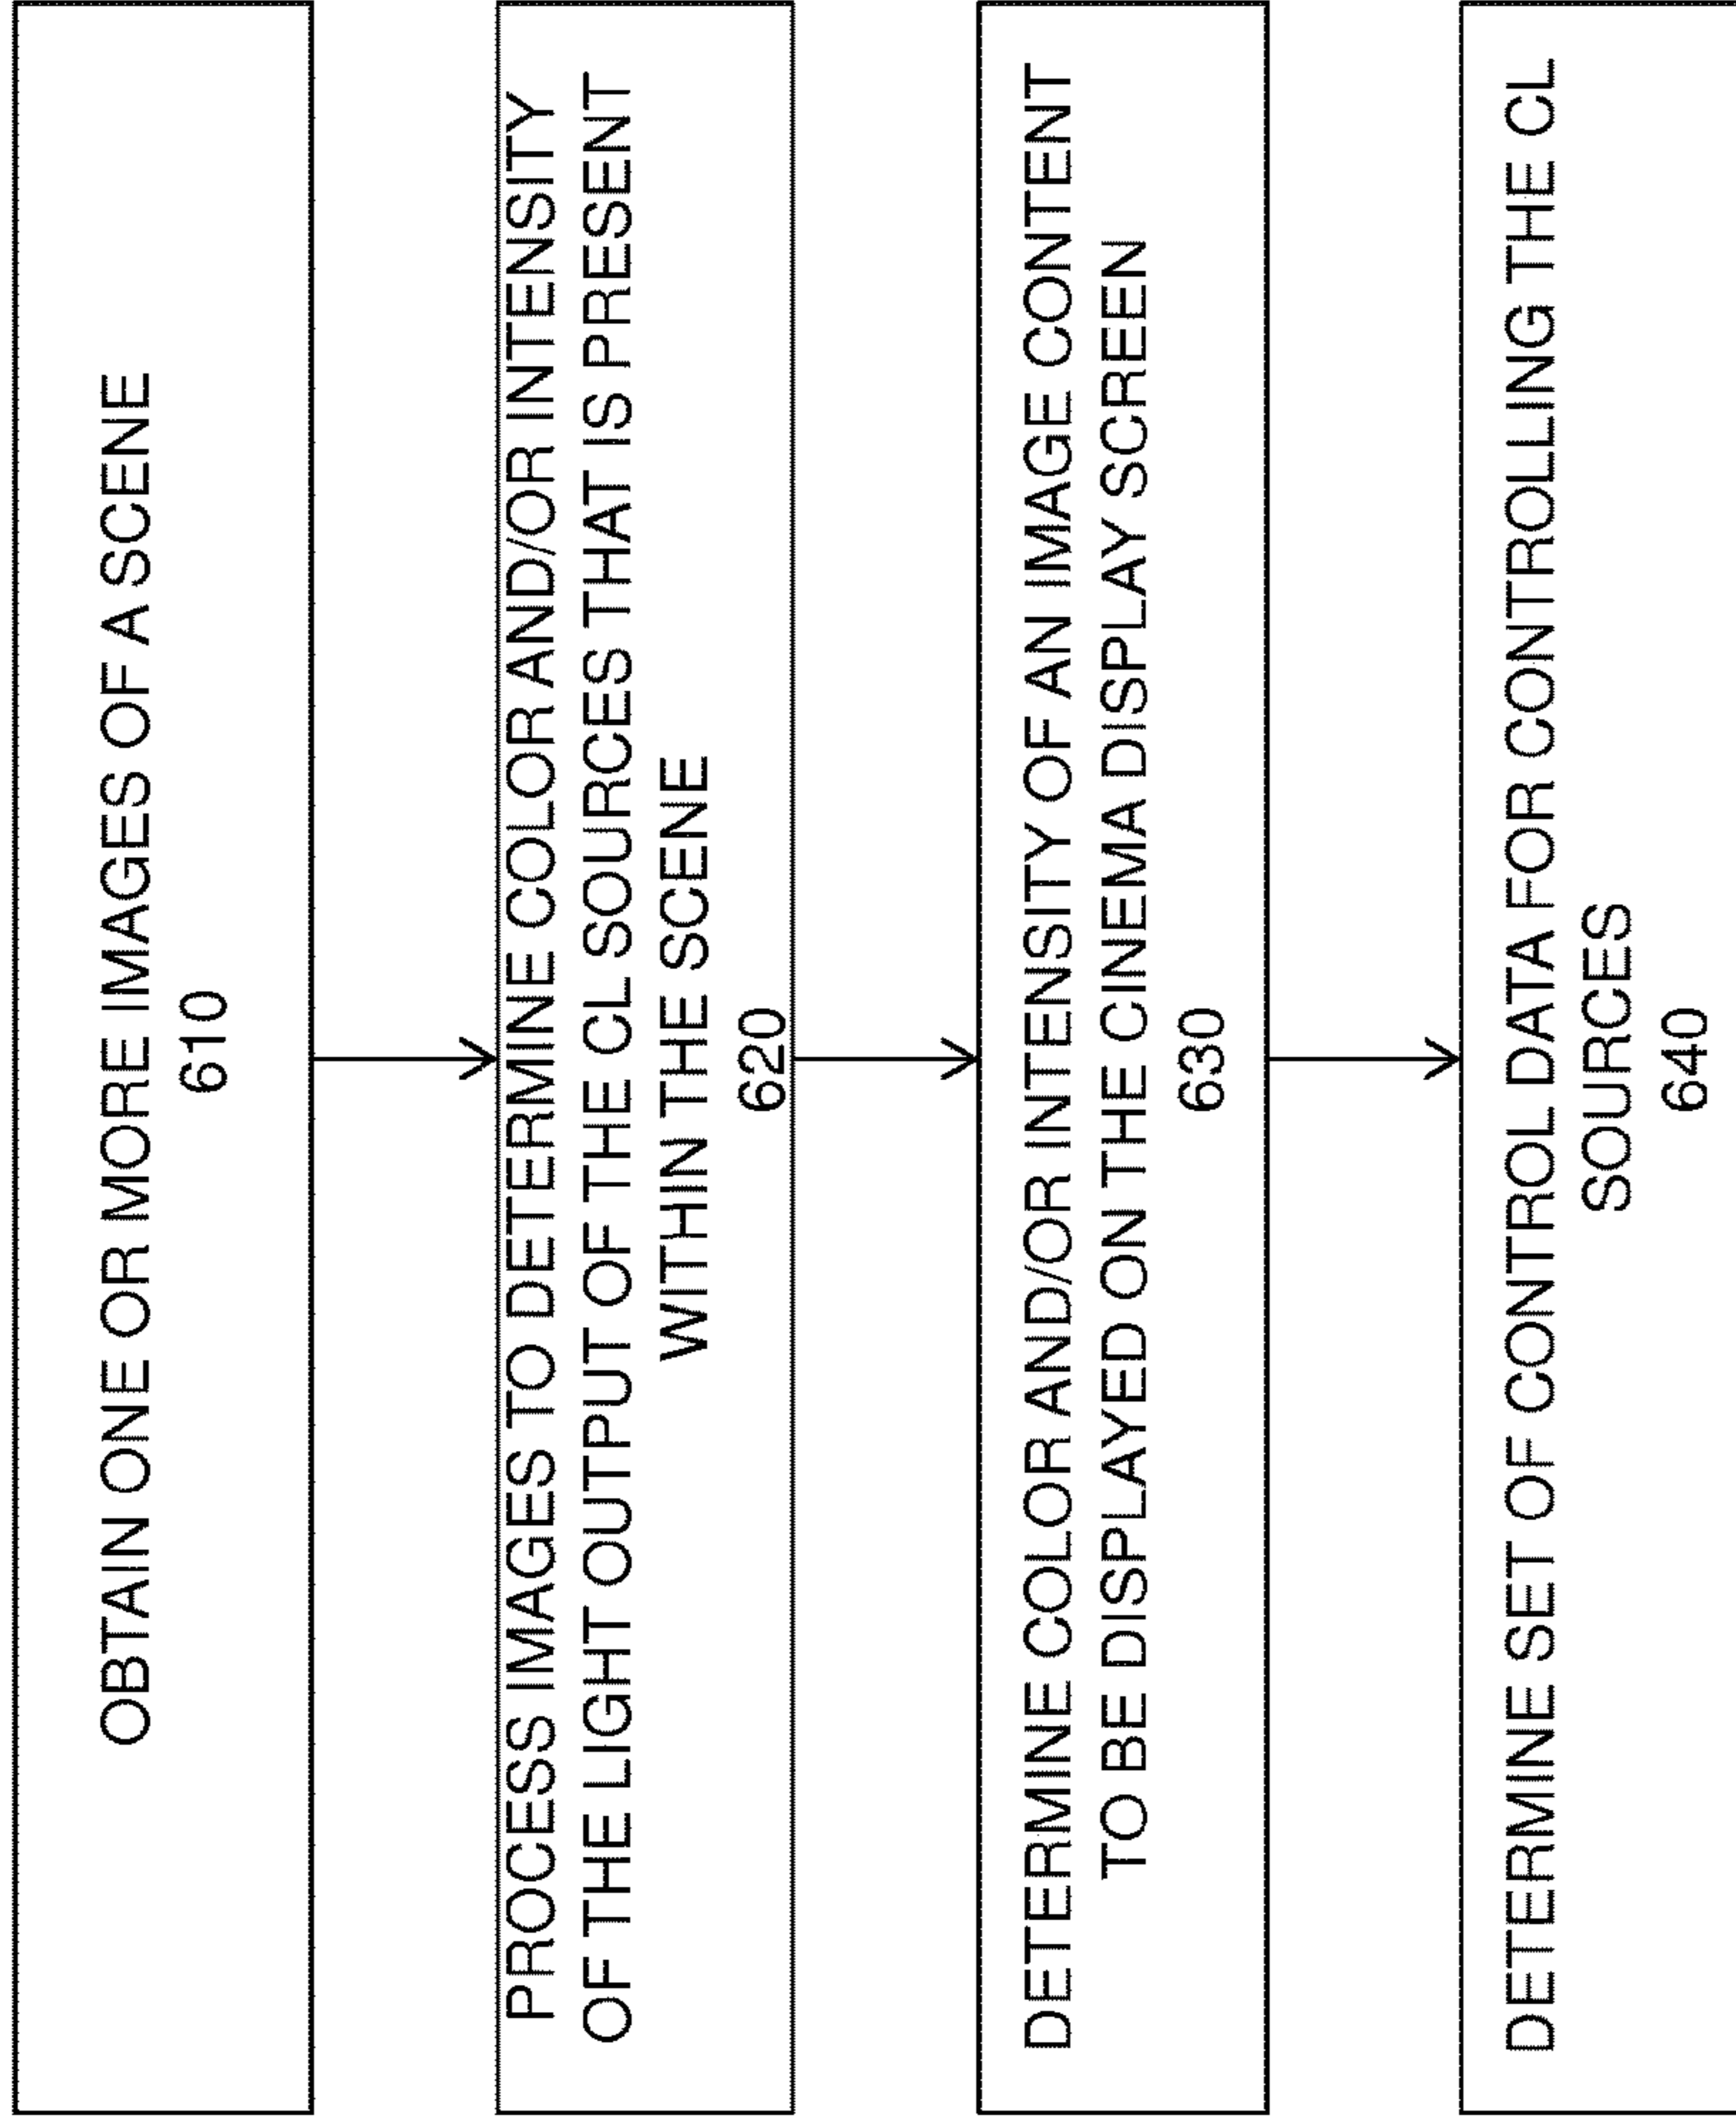 OBTAIN ONE OR MORE IMAGES OF A SCENE
610
PROCESS IMAGES TO DETERMINE COLOR AND/OR INTENSITY
OF THE LIGHT OUTPUT OF THE CL SOURCES THAT IS PRESENT
WITHIN THE SCENE
620
DETERMINE COLOR AND/OR INTENSITY OF AN IMAGE CONTENT
TO BE DISPLAYED ON THE CINEMA DISPLAY SCREEN
630
DETERMINE SET OF CONTROL DATA FOR CONTROLLING THE CL
SOURCES
640